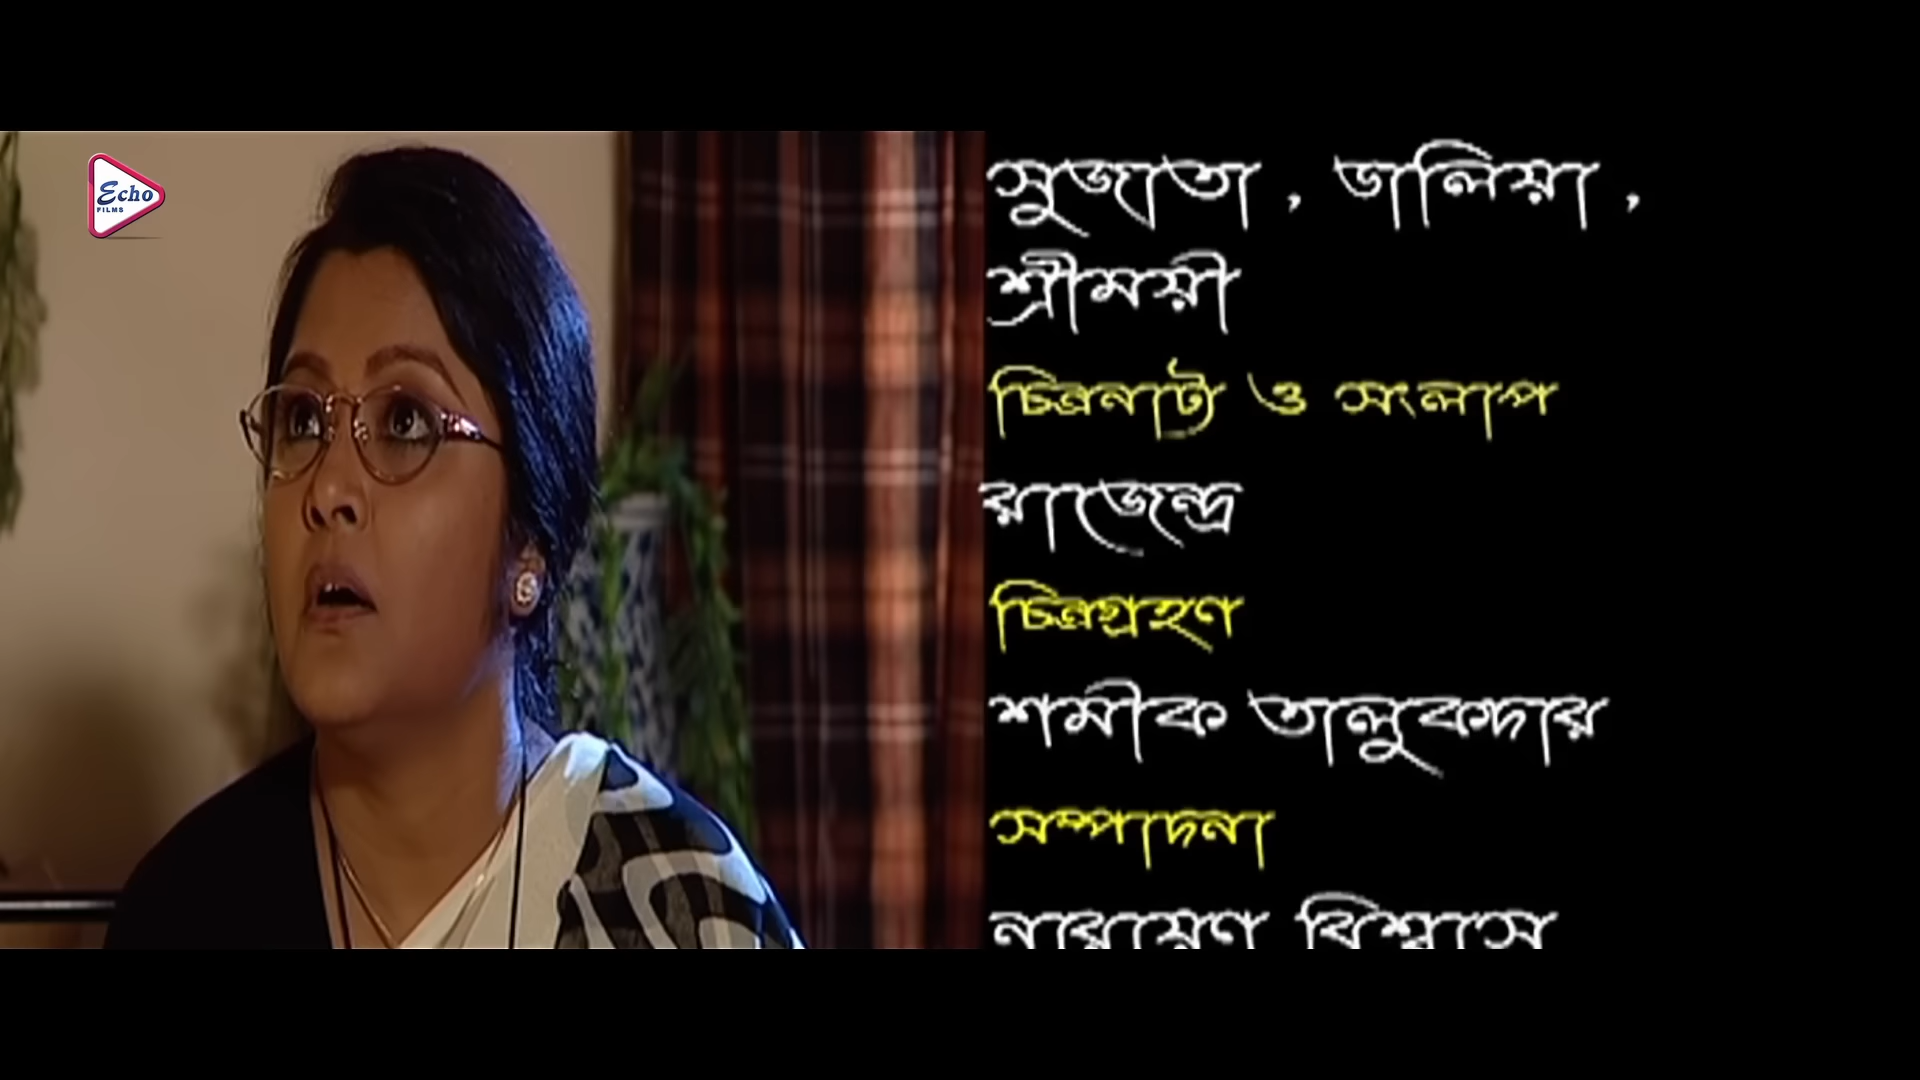 Echo
FILMS
সুজাতা , ডালিয়া ,
শ্রীময়ী
চিত্রনাট্য ও সংলাপ
রাজেন্দ্র
চিত্রগ্রহণ
শমীক তালুকদার
সম্পাদনা
নারায়ণ বিশ্বাস